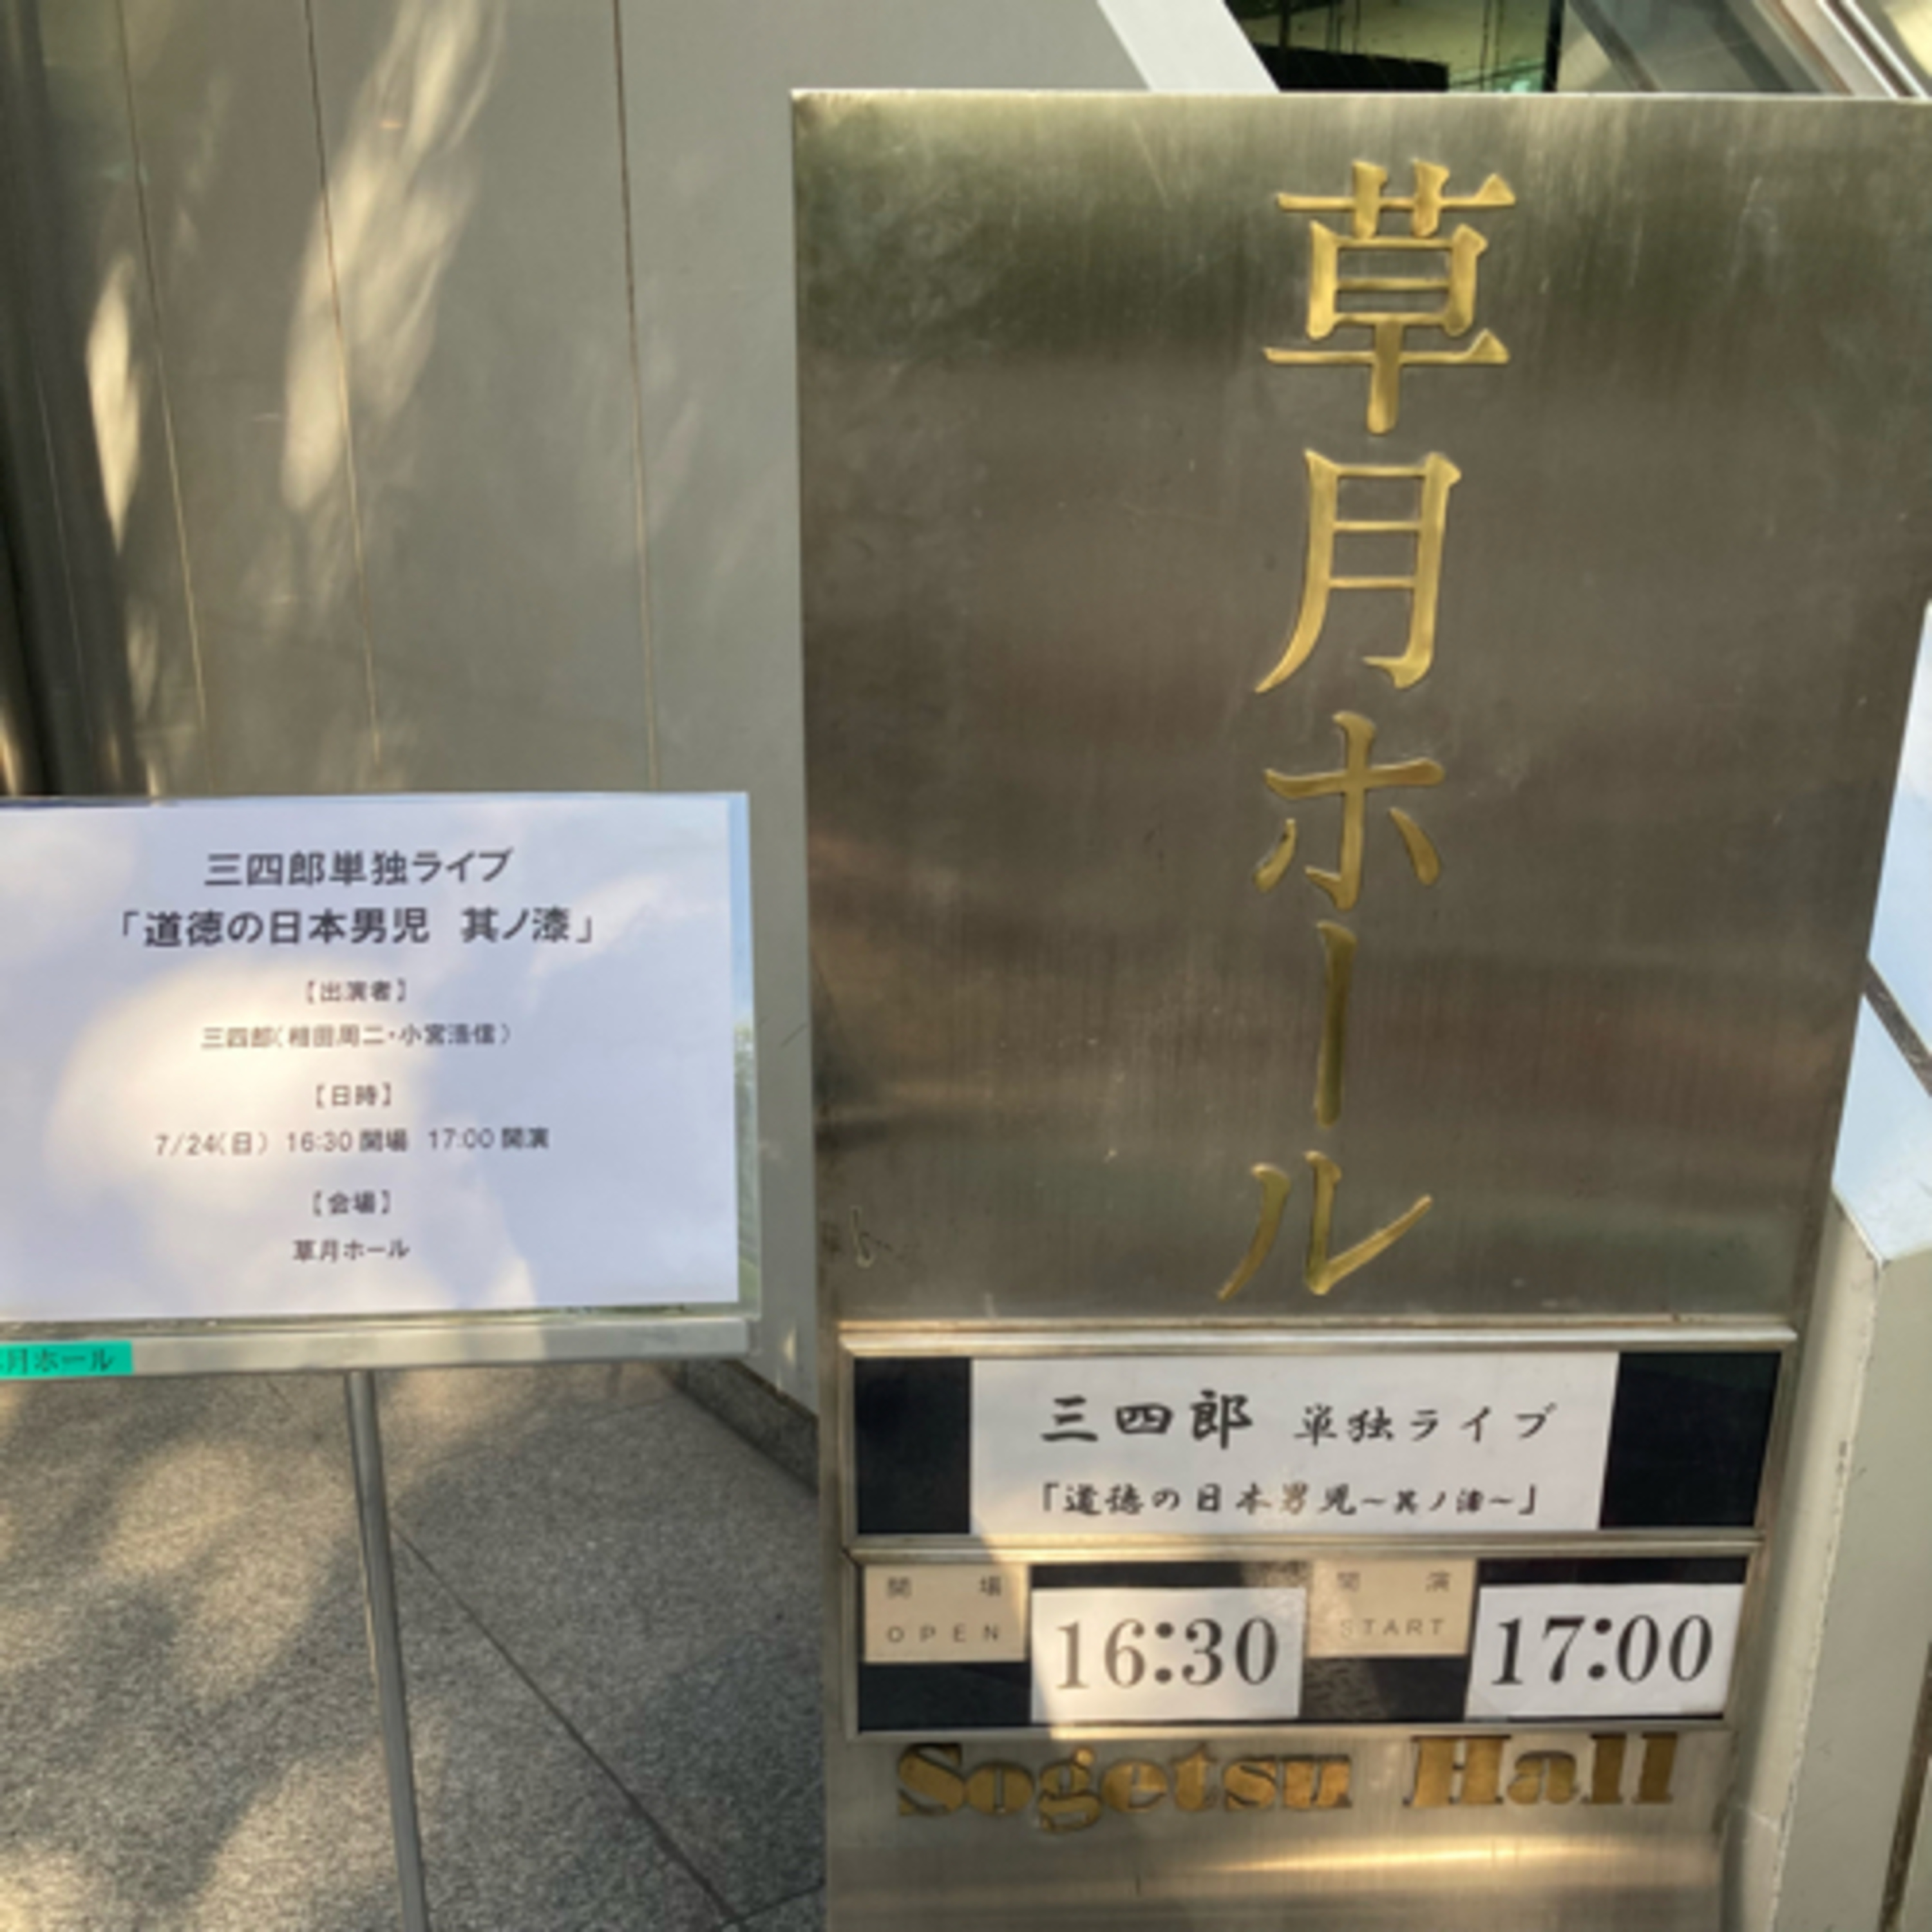 三四郎単独ライブ
「道徳の日本男児 其ノ漆」
【出演者】
三四郎(相田周二・小宮浩信)
【日時】
7/24(日) 16:30 開場 17:00 開演
【会場】
草月ホール
月ホール
草月ホール
三四郎 単独ライブ
「道徳の日本男児~其ノ漆~」
開場 OPEN 16:30 開演 START 17:00
Sogetsu Hall